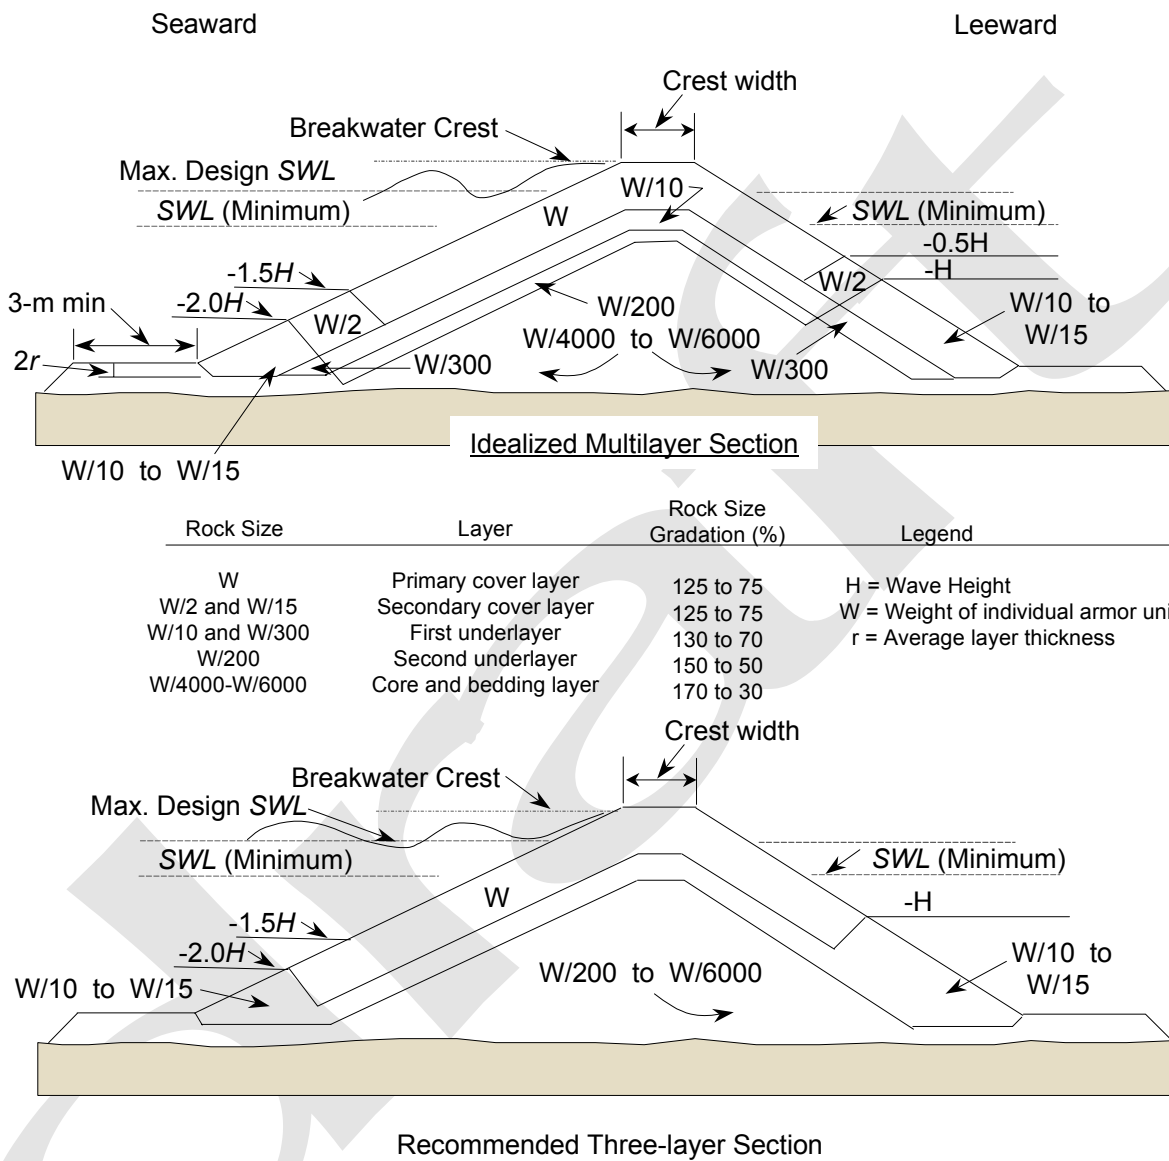 Seaward
Leeward
Crest width
Breakwater Crest
Max. Design SWL
SWL (Minimum)
W/10
W
SWL (Minimum)
-0.5H
-H
-1.5H
-2.0H
3-m min
2r
W/2
W/2
W/200
W/4000 to W/6000
W/300
W/300
W/10 to
W/15
W/10 to W/15
Idealized Multilayer Section
Rock Size Layer Rock Size
Gradation (%) Legend
W Primary cover layer 125 to 75 H = Wave Height
W/2 and W/15 Secondary cover layer 125 to 75 W = Weight of individual armor uni
W/10 and W/300 First underlayer 130 to 70 r = Average layer thickness
W/200 Second underlayer 150 to 50
W/4000-W/6000 Core and bedding layer 170 to 30
Crest width
Breakwater Crest
Max. Design SWL
SWL (Minimum)
SWL (Minimum)
W
-H
-1.5H
-2.0H
W/10 to W/15
W/200 to W/6000
W/10 to
W/15
Recommended Three-layer Section
draft